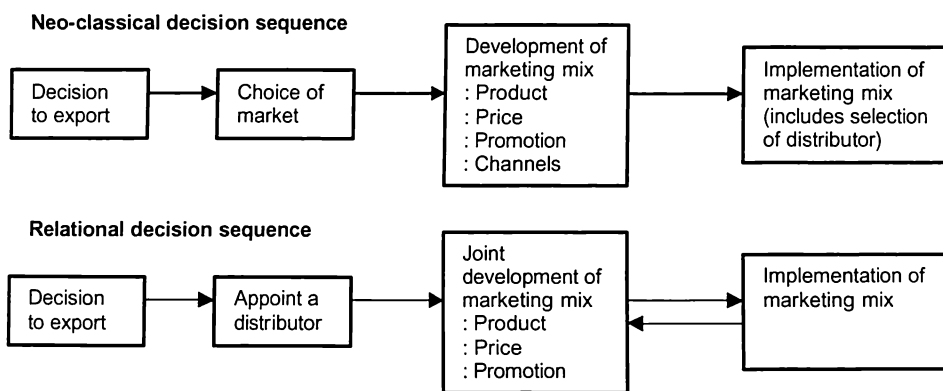 Neo-classical decision sequence
Decision
to export
Choice of
market
Development of
marketing mix
: Product
: Price
: Promotion
: Channels
Implementation of
marketing mix
(includes selection
of distributor)
Relational decision sequence
Decision
to export
Appoint a
distributor
Joint
development of
marketing mix
: Product
: Price
: Promotion
Implementation of
marketing mix